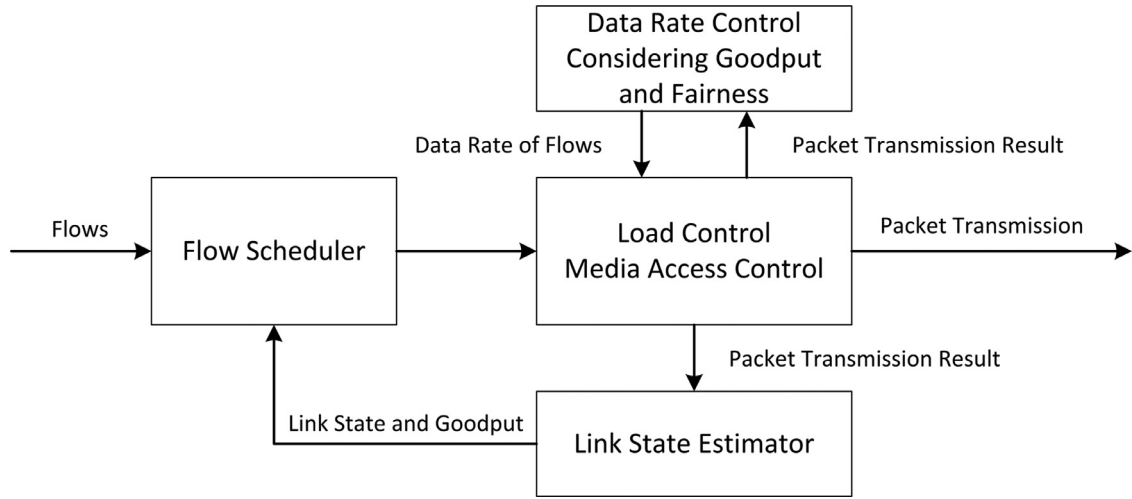 Data Rate Control
Considering Goodput
and Fairness
Data Rate of Flows
Packet Transmission Result
Flows
Flow Scheduler
Load Control
Media Access Control
Packet Transmission
Packet Transmission Result
Link State and Goodput
Link State Estimator